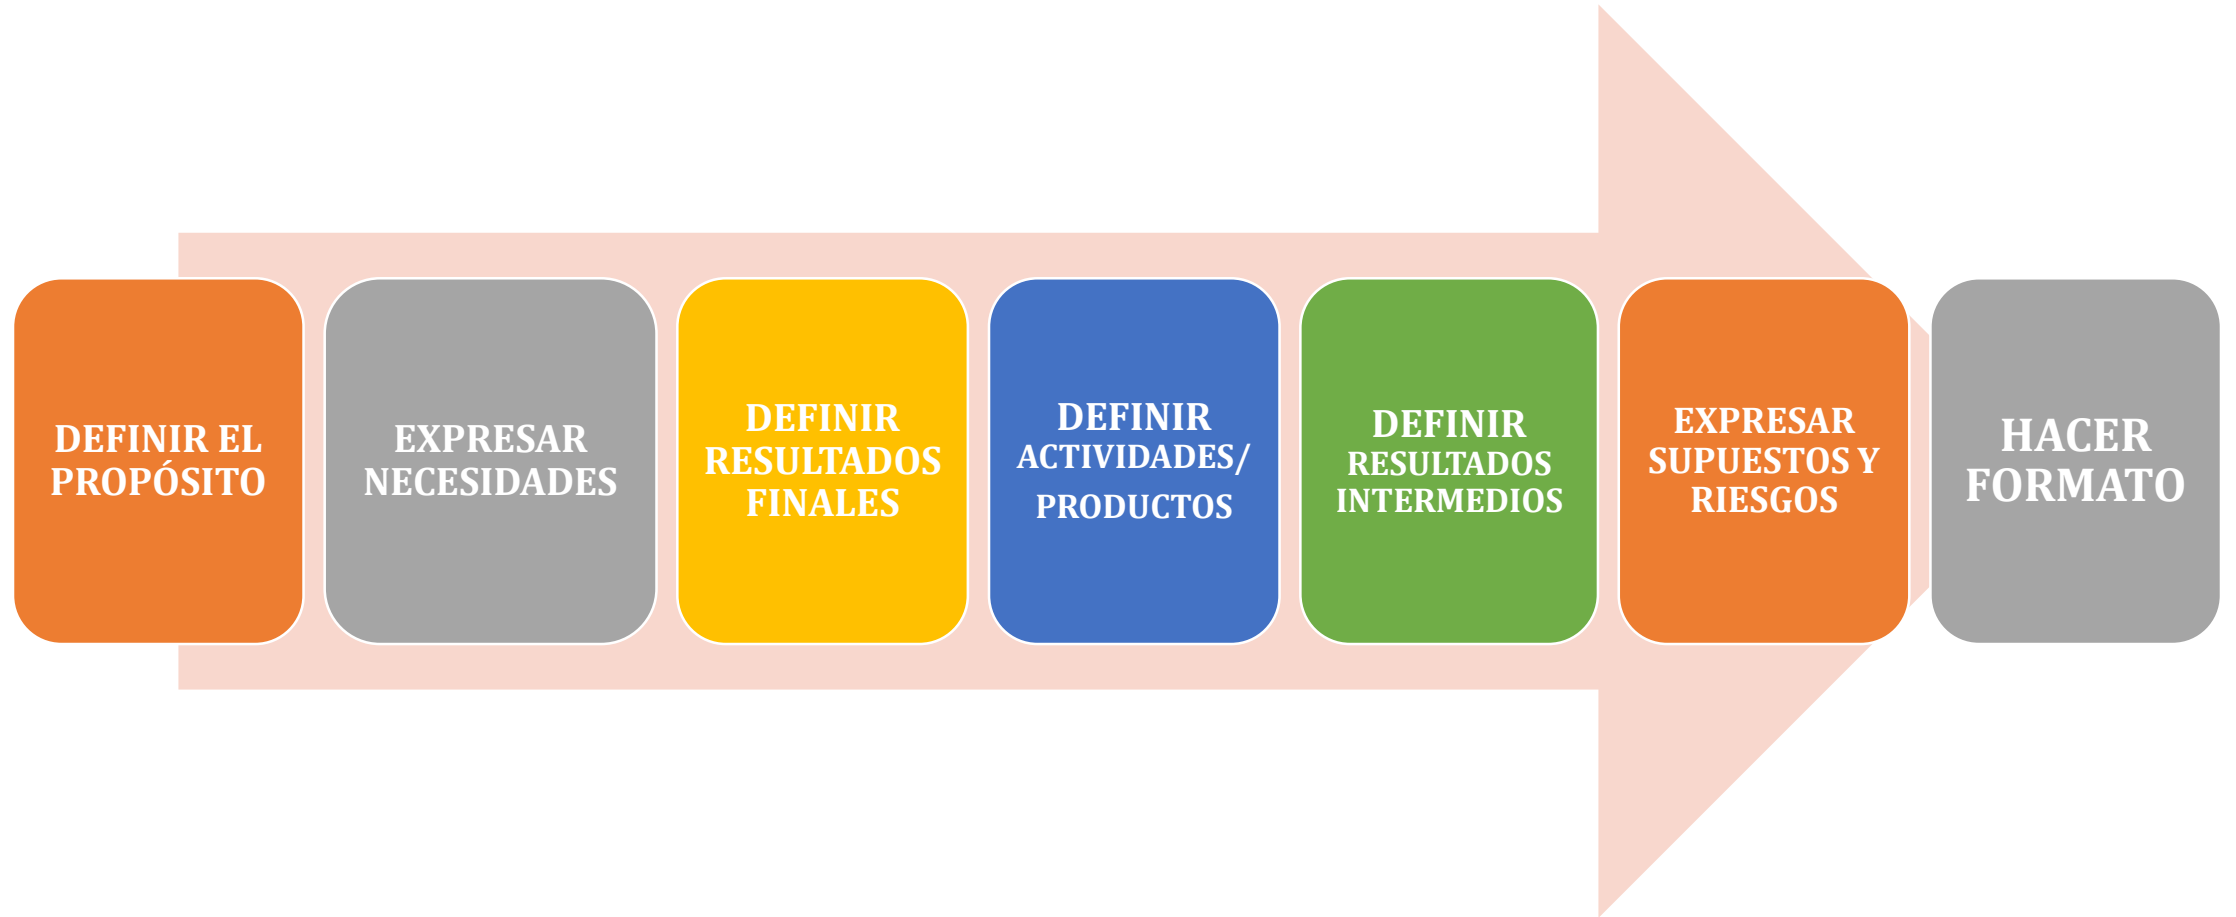 DEFINIR EL
PROPÓSITO
EXPRESAR
NECESIDADES
DEFINIR
RESULTADOS
FINALES
DEFINIR
ACTIVIDADES/
PRODUCTOS
DEFINIR
RESULTADOS
INTERMEDIOS
EXPRESAR
SUPUESTOS Y
RIESGOS
HACER
FORMATO